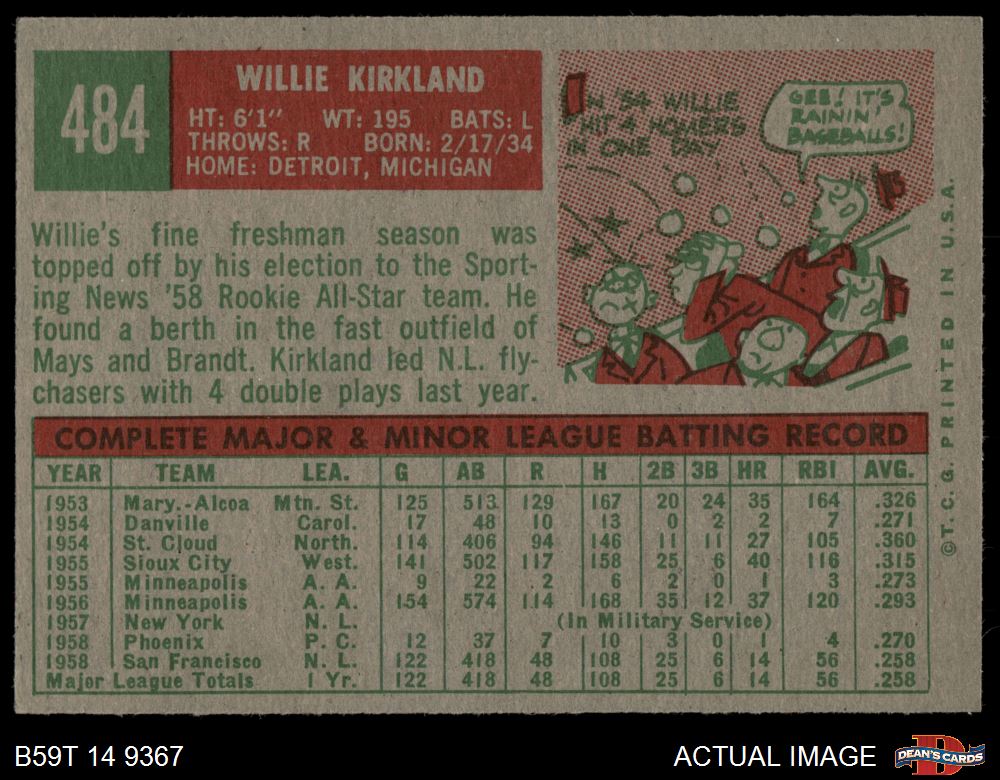 484
WILLIE KIRKLAND
HT: 6'1" WT: 195 BATS: L
THROWS: R BORN: 2/17/34
HOME: DETROIT, MICHIGAN
IN '54 WILLIE
HIT 4 HOMERS
IN ONE DAY
GEE! IT'S
RAININ'
BASEBALLS!
Willie's fine freshman season was
topped off by his election to the Sport-
ing News '58 Rookie All-Star team. He
found a berth in the fast outfield of
Mays and Brandt. Kirkland led N.L. fly-
chasers with 4 double plays last year.
COMPLETE MAJOR & MINOR LEAGUE BATTING RECORD
YEAR TEAM LEA. G AB R H 2B 3B HR RBI AVG.
1953 Mary.-Alcoa Mtn. St. 125 513 129 167 20 24 35 164 .326
1954 Danville Carol. 17 48 10 13 0 2 2 7 .271
1954 St. Cloud North. 114 406 94 146 11 11 27 105 .360
1955 Sioux City West. 141 502 117 158 25 6 40 116 .315
1955 Minneapolis A. A. 9 22 2 6 2 0 1 3 .273
1956 Minneapolis A. A. 154 574 114 168 35 12 37 120 .293
1957 New York N. L. (In Military Service)
1958 Phoenix P. C. 12 37 7 10 3 0 1 4 .270
1958 San Francisco N. L. 122 418 48 108 25 6 14 56 .258
Major League Totals 1 Yr. 122 418 48 108 25 6 14 56 .258
©T. C. G. PRINTED IN U.S.A.
B59T 14 9367
ACTUAL IMAGE
D
DEAN'S CARDS